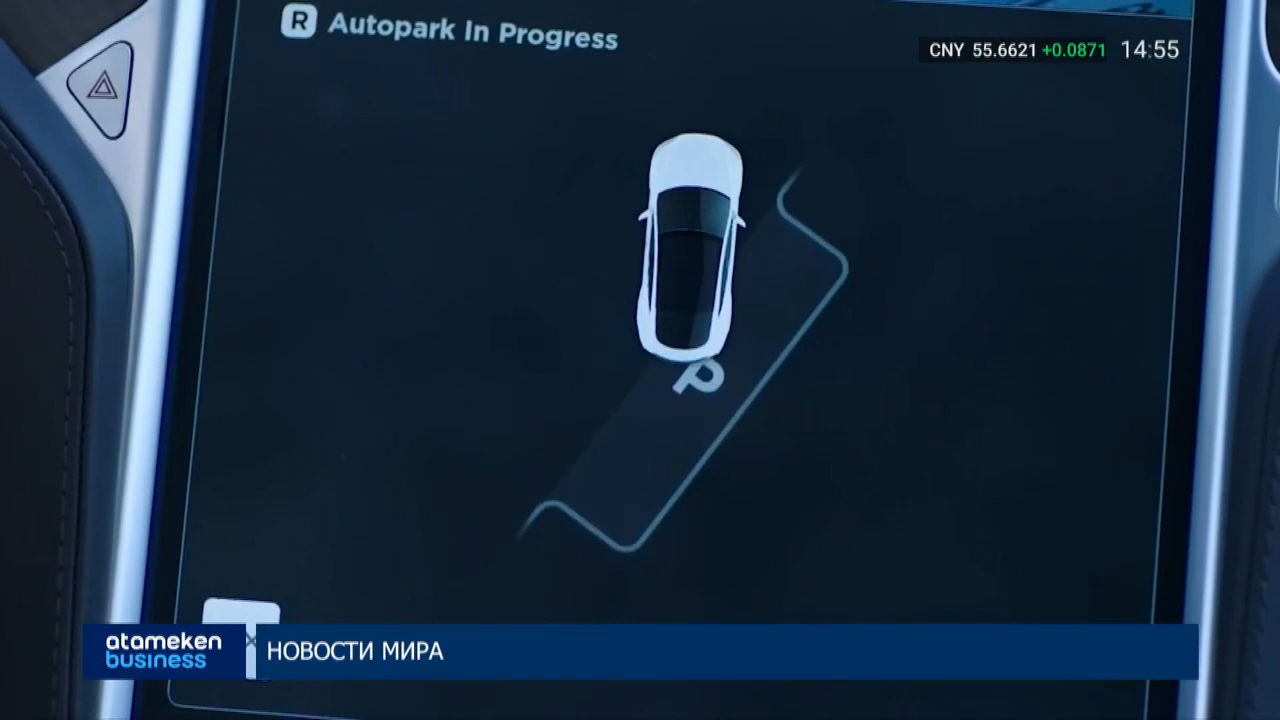 R Autopark In Progress
CNY 55.6621 +0.0871 14:55
P
atameken
business
НОВОСТИ МИРА